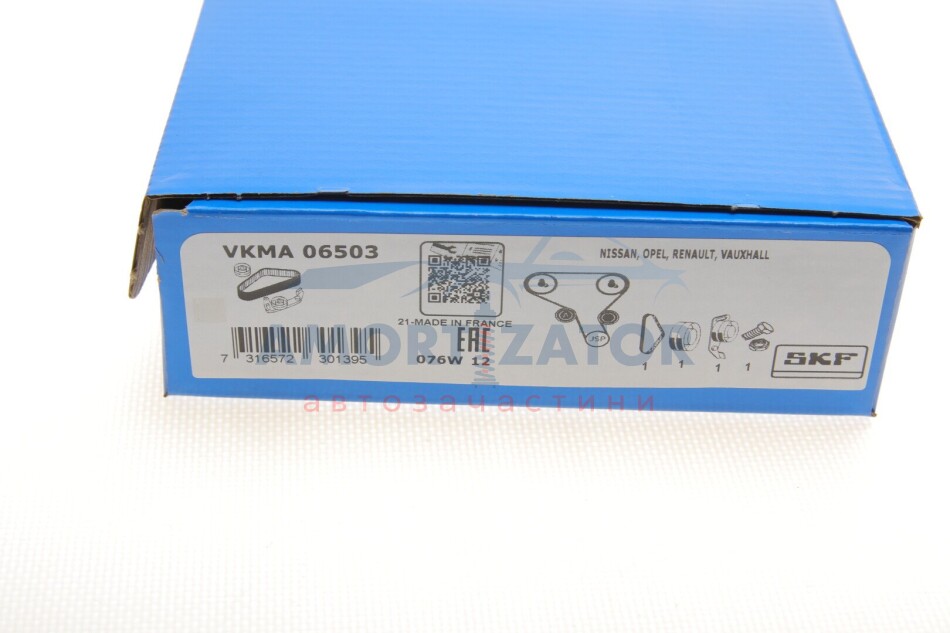 VKMA 06503
NISSAN, OPEL, RENAULT, VAUXHALL
21-MADE IN FRANCE
EAC
7 316572 301395
076W 12
JSP
1 1 1 1
SKF
AMORTIZATOR
автозачастини